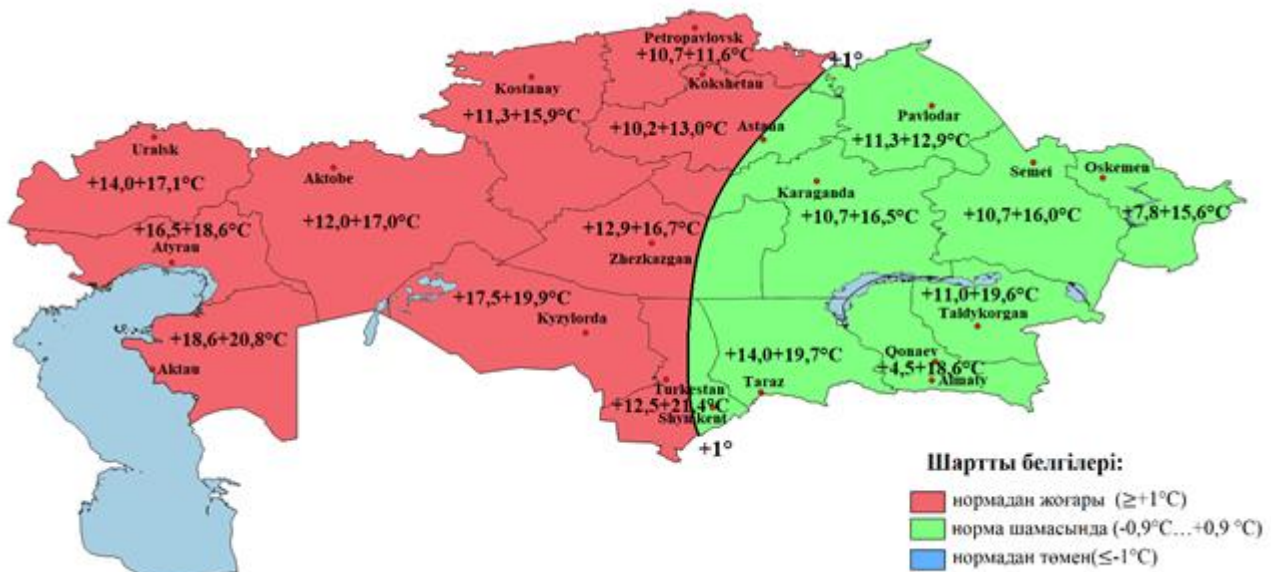 Petropavlovsk
+10,7+11,6°C
+1°
Kokshetau
Kostanay
+11,3+15,9°C
+10,2+13,0°C
Astana
Pavlodar
+11,3+12,9°C
Uralsk
+14,0+17,1°C
Aktobe
+12,0+17,0°C
Karaganda
+10,7+16,5°C
Semei
+10,7+16,0°C
Oskemen
+7,8+15,6°C
+16,5+18,6°C
Atyrau
+12,9+16,7°C
Zhezkazgan
+17,5+19,9°C
Kyzylorda
+11,0+19,6°C
Taldykorgan
+18,6+20,8°C
Aktau
+14,0+19,7°C
Taraz
Qonaev
+4,5+18,6°C
Almaty
Turkestan
+12,5+21,4°C
Shymkent
+1°
Шартты белгілері:
нормадан жоғары (≥+1°C)
норма шамасында (-0,9°C…+0,9 °C)
нормадан төмен(≤-1°C)